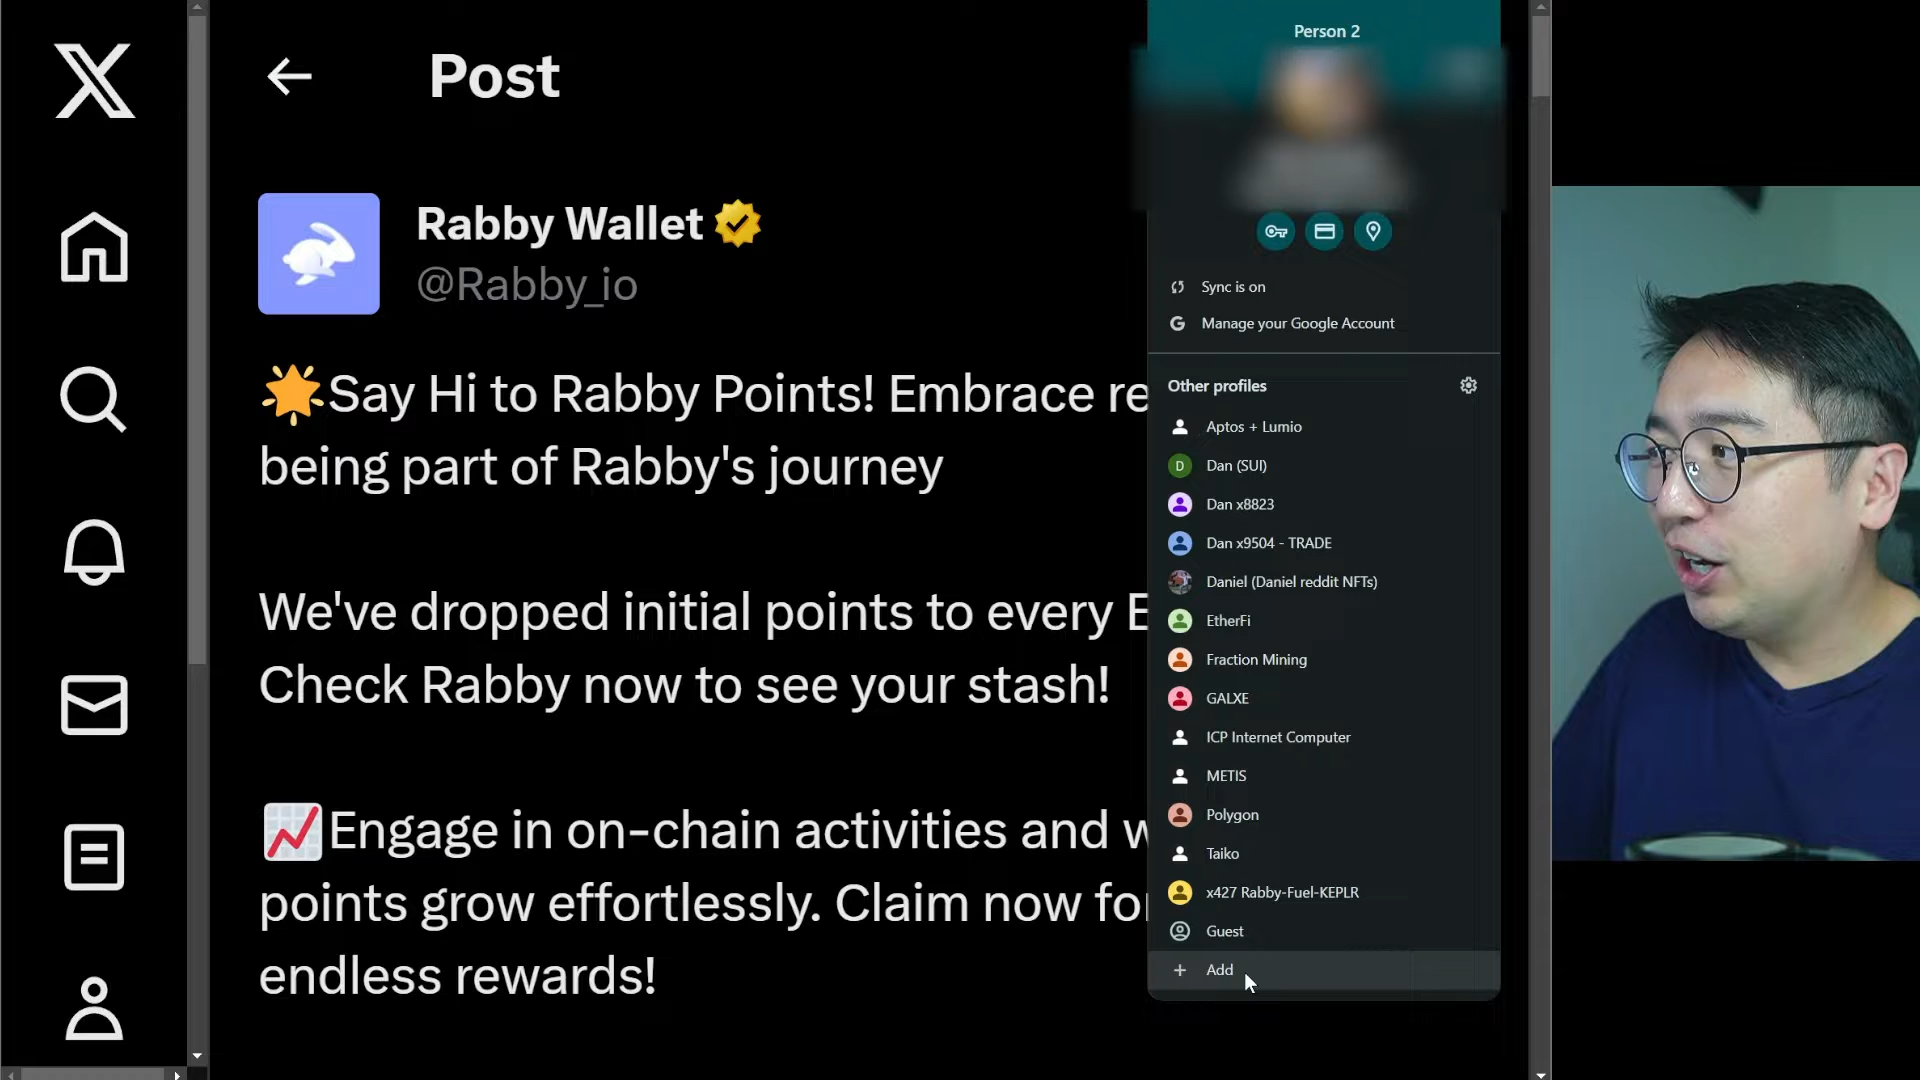 Post
Rabby Wallet
@Rabby_io
🌟Say Hi to Rabby Points! Embrace re
being part of Rabby's journey
We've dropped initial points to every E
Check Rabby now to see your stash!
📈Engage in on-chain activities and w
points grow effortlessly. Claim now for
endless rewards!
Person 2
Sync is on
Manage your Google Account
Other profiles
Aptos + Lumio
D Dan (SUI)
Dan x8823
Dan x9504 - TRADE
Daniel (Daniel reddit NFTs)
EtherFi
Fraction Mining
GALXE
ICP Internet Computer
METIS
Polygon
Taiko
x427 Rabby-Fuel-KEPLR
Guest
+ Add